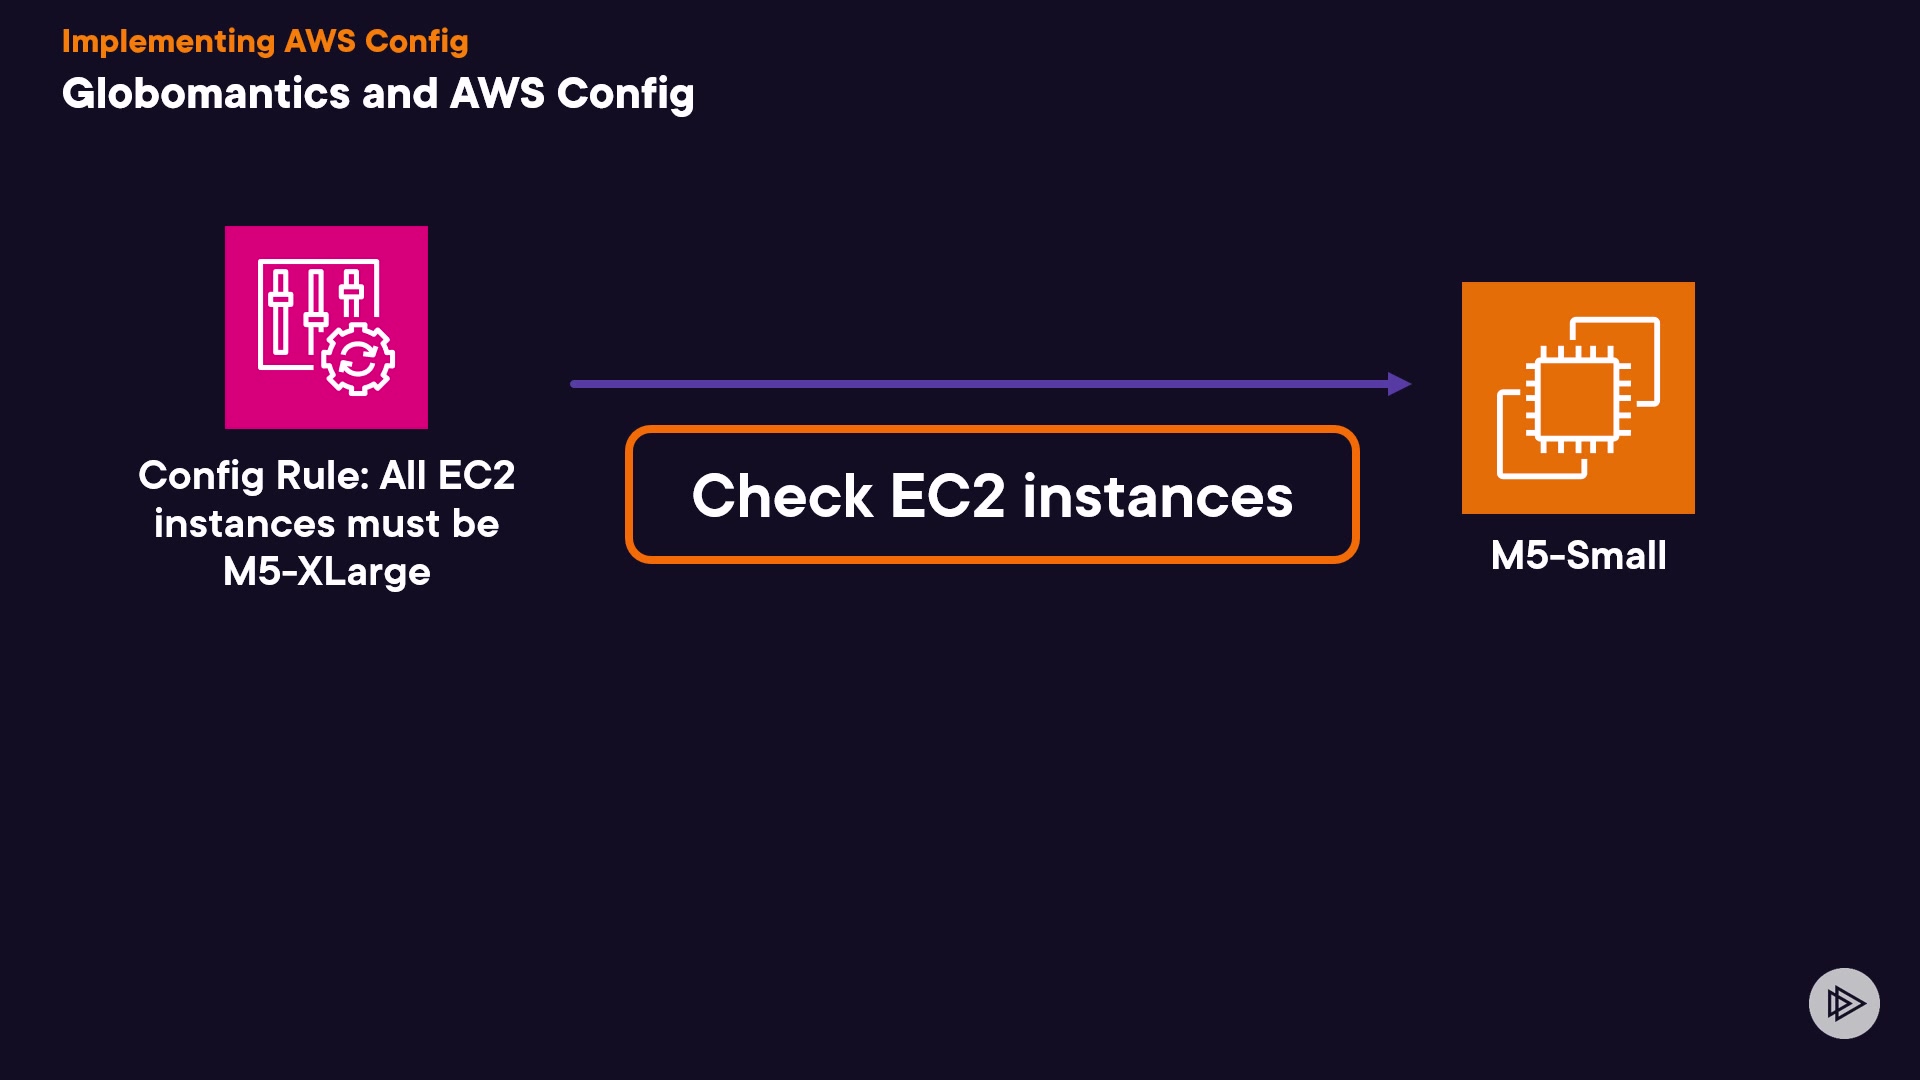 Implementing AWS Config
Globomantics and AWS Config
Config Rule: All EC2
instances must be
M5-XLarge
Check EC2 instances
M5-Small